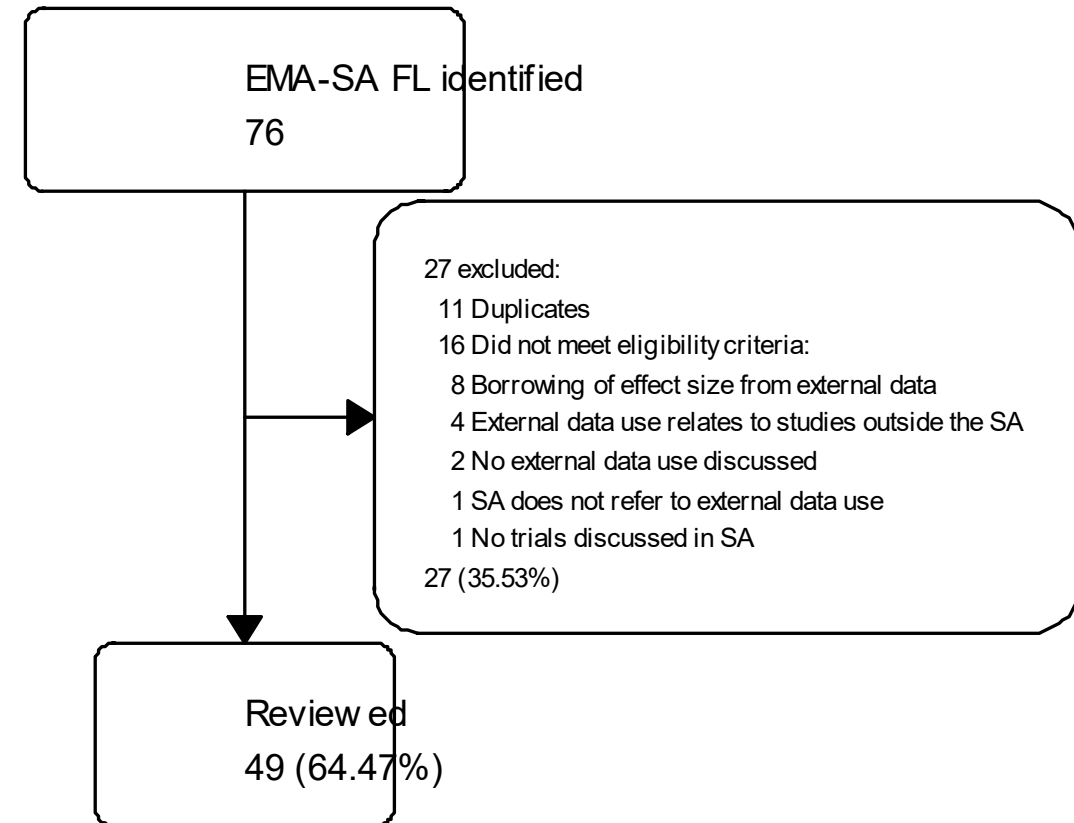 EMA-SA FL identified
76
27 excluded:
11 Duplicates
16 Did not meet eligibility criteria:
8 Borrowing of effect size from external data
4 External data use relates to studies outside the SA
2 No external data use discussed
1 SA does not refer to external data use
1 No trials discussed in SA
27 (35.53%)
Reviewed
49 (64.47%)